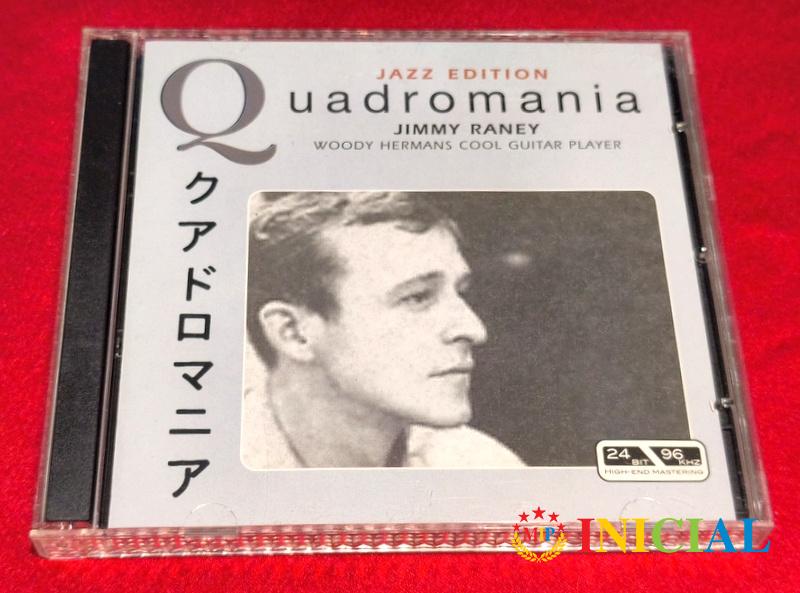 JAZZ EDITION
Quadromania
JIMMY RANEY
WOODY HERMANS COOL GUITAR PLAYER
クアドロマニア
24 BIT 96 KHZ
HIGH-END MASTERING
MP INICIAL